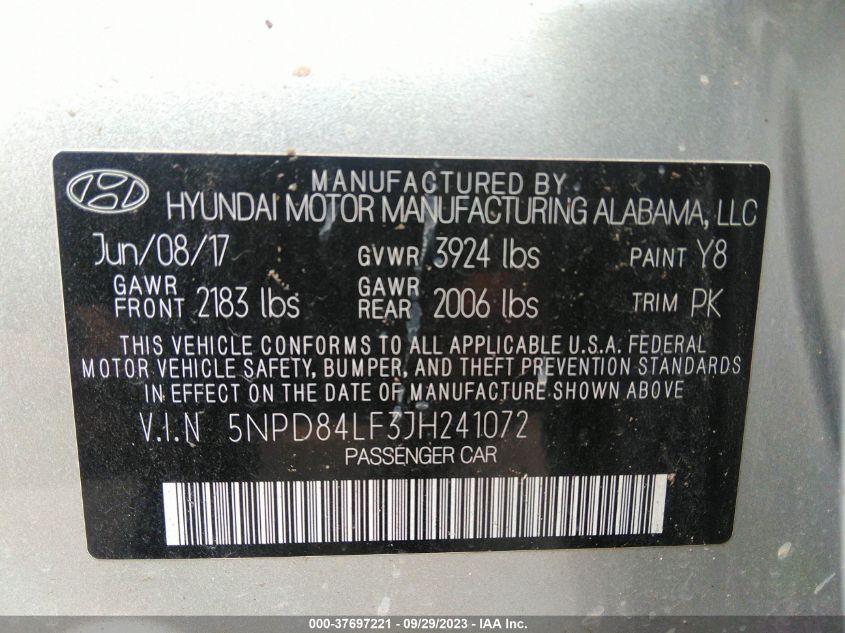 MANUFACTURED BY
HYUNDAI MOTOR MANUFACTURING ALABAMA, LLC
Jun/08/17 GVWR 3924 lbs PAINT Y8
GAWR FRONT 2183 lbs GAWR REAR 2006 lbs TRIM PK
THIS VEHICLE CONFORMS TO ALL APPLICABLE U.S.A. FEDERAL
MOTOR VEHICLE SAFETY, BUMPER, AND THEFT PREVENTION STANDARDS
IN EFFECT ON THE DATE OF MANUFACTURE SHOWN ABOVE.
V.I.N 5NPD84LF3JH241072
PASSENGER CAR
000-37697221 - 09/29/2023 - IAA Inc.